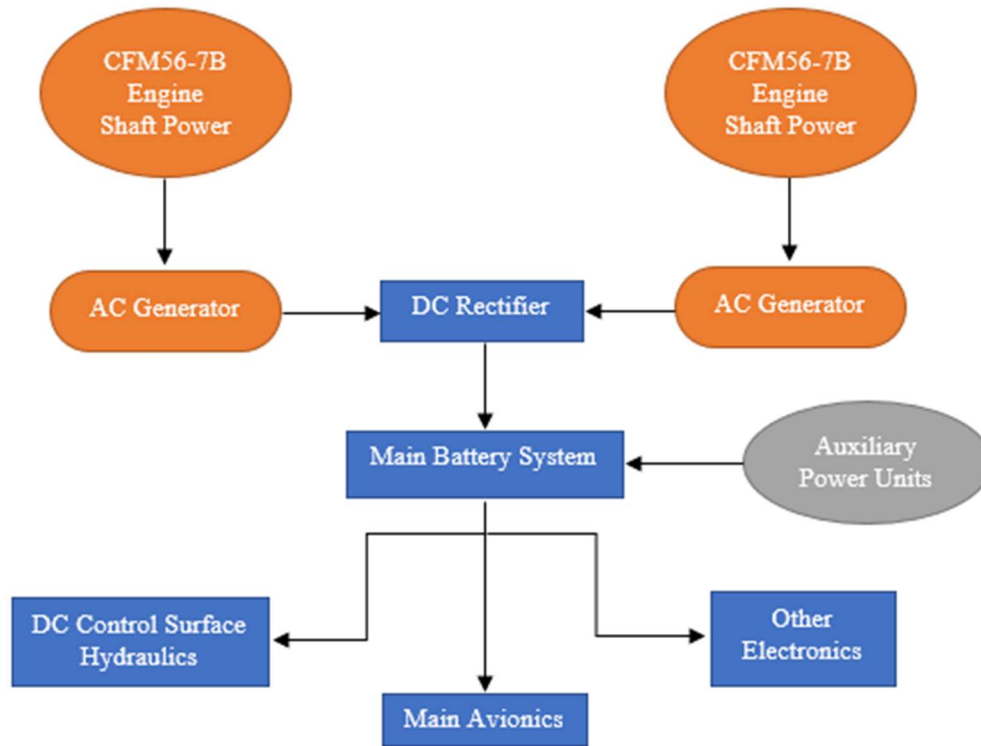 CFM56-7B
Engine
Shaft Power
CFM56-7B
Engine
Shaft Power
AC Generator
DC Rectifier
AC Generator
Main Battery System
Auxiliary
Power Units
DC Control Surface
Hydraulics
Other
Electronics
Main Avionics